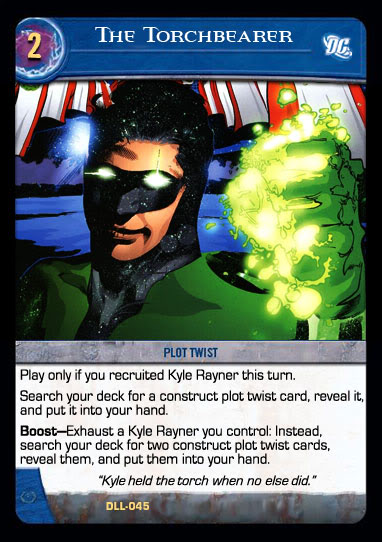 2
THE TORCHBEARER
DC
PLOT TWIST
Play only if you recruited Kyle Rayner this turn.
Search your deck for a construct plot twist card, reveal it,
and put it into your hand.
Boost—Exhaust a Kyle Rayner you control: Instead,
search your deck for two construct plot twist cards,
reveal them, and put them into your hand.
"Kyle held the torch when no else did."
DLL-045